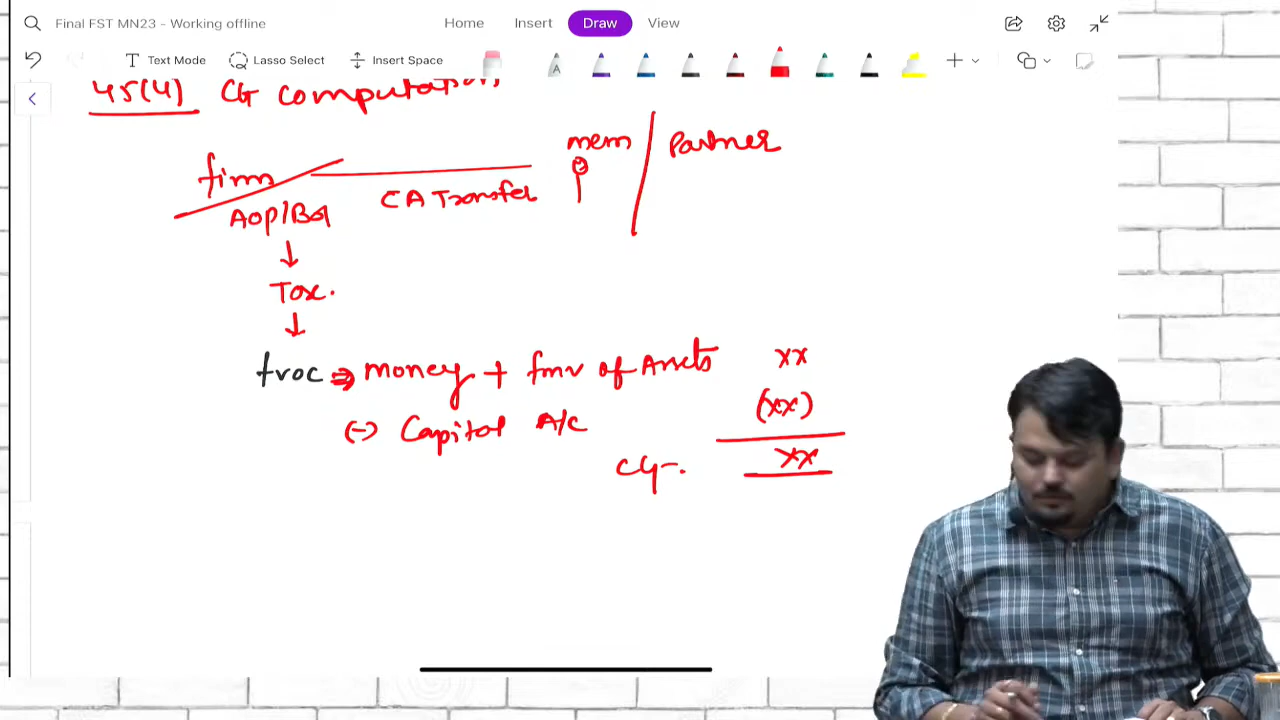 Final FST MN23 - Working offline
Home Insert Draw View
Text Mode Lasso Select Insert Space
45(4) CG computation
firm
AOP/BOI
CA Transfer
mem
Partner
↓
Tax.
↓
fvoc ⇒ money + fmv of Assets xx
(-) Capital A/c (xx)
CG-. xx